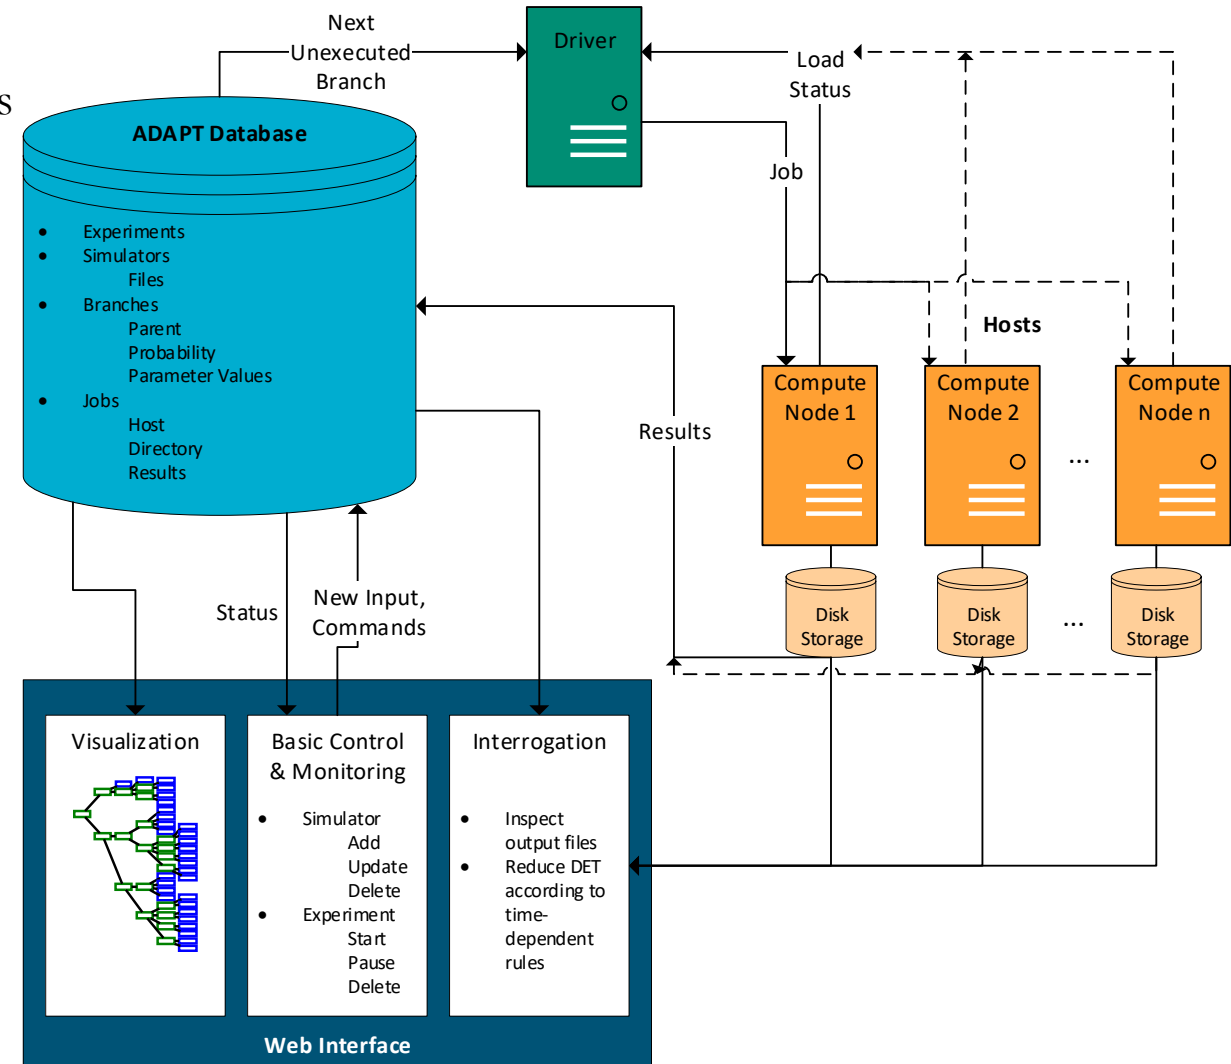 Next
Unexecuted
Branch
Driver
Load
Status
s
ADAPT Database
Job
• Experiments
• Simulators
Files
• Branches
Parent
Probability
Parameter Values
• Jobs
Host
Directory
Results
Hosts
Compute
Node 1
Compute
Node 2
...
Compute
Node n
Results
Disk
Storage
Disk
Storage
...
Disk
Storage
Status
New Input,
Commands
Visualization
Basic Control
& Monitoring
• Simulator
Add
Update
Delete
• Experiment
Start
Pause
Delete
Interrogation
• Inspect
output files
• Reduce DET
according to
time-
dependent
rules
Web Interface